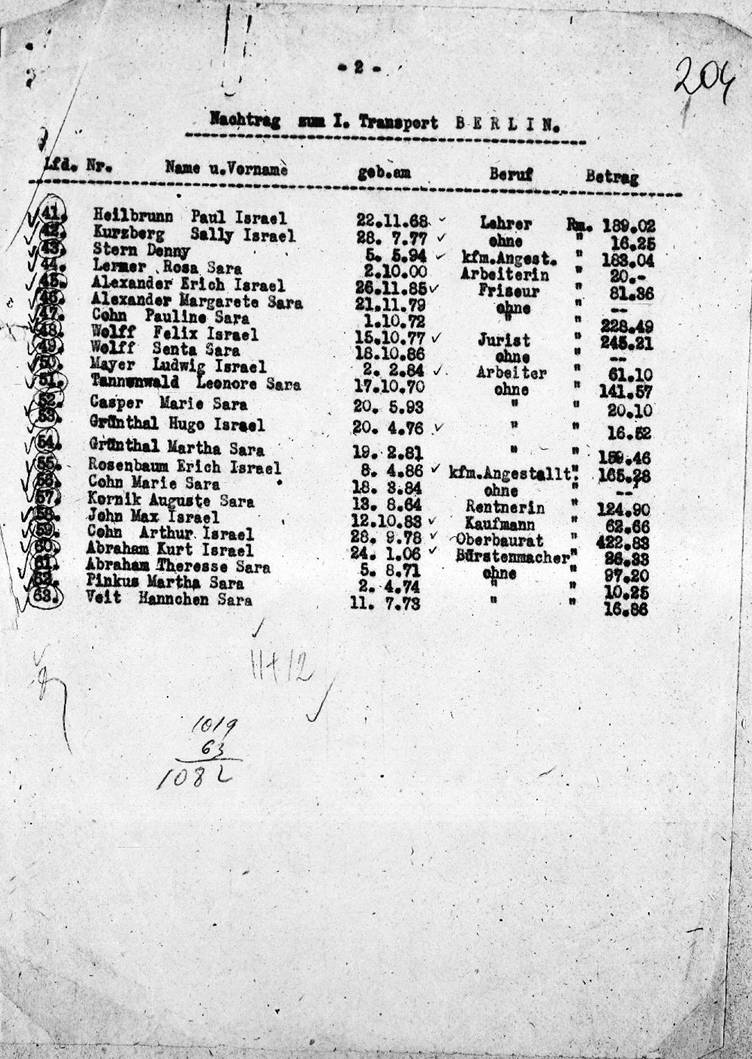 - 2 -
204
Nachtrag zum I. Transport BERLIN.
Lfd. Nr. Name u.Vorname geb.am Beruf Betrag
41. Heilbrunn Paul Israel 22.11.68 Lehrer Rm. 189.02
42. Kurzberg Sally Israel 28. 7.77 ohne " 16.25
43. Stern Denny 5. 5.94 kfm.Angest. " 183.04
44. Lermer Rosa Sara 2.10.00 Arbeiterin " 20.-
45. Alexander Erich Israel 26.11.85 Friseur " 81.36
46. Alexander Margarete Sara 21.11.79 ohne " --
47. Cohn Pauline Sara 1.10.72 " " 228.49
48. Wolff Felix Israel 15.10.77 Jurist " 245.21
49. Wolff Senta Sara 18.10.86 ohne " --
50. Mayer Ludwig Israel 2. 2.84 Arbeiter " 61.10
51. Tannenwald Leonore Sara 17.10.70 ohne " 141.57
52. Casper Marie Sara 20. 5.93 " " 20.10
53. Grünthal Hugo Israel 20. 4.76 " " 16.52
54. Grünthal Martha Sara 19. 2.81 " " 159.46
55. Rosenbaum Erich Israel 8. 4.86 kfm.Angestellt. " 165.28
56. Cohn Marie Sara 18. 3.84 ohne " --
57. Kornik Auguste Sara 13. 8.64 Rentnerin " 124.90
58. John Max Israel 12.10.83 Kaufmann " 62.66
59. Cohn Arthur Israel 28. 9.78 Oberbaurat " 422.83
60. Abraham Kurt Israel 24. 1.06 Bürstenmacher " 26.33
61. Abraham Theresse Sara 5. 8.71 ohne " 97.20
62. Pinkus Martha Sara 2. 4.74 " " 10.25
63. Veit Hannchen Sara 11. 7.73 " " 16.86
11+12
1019
63
1082